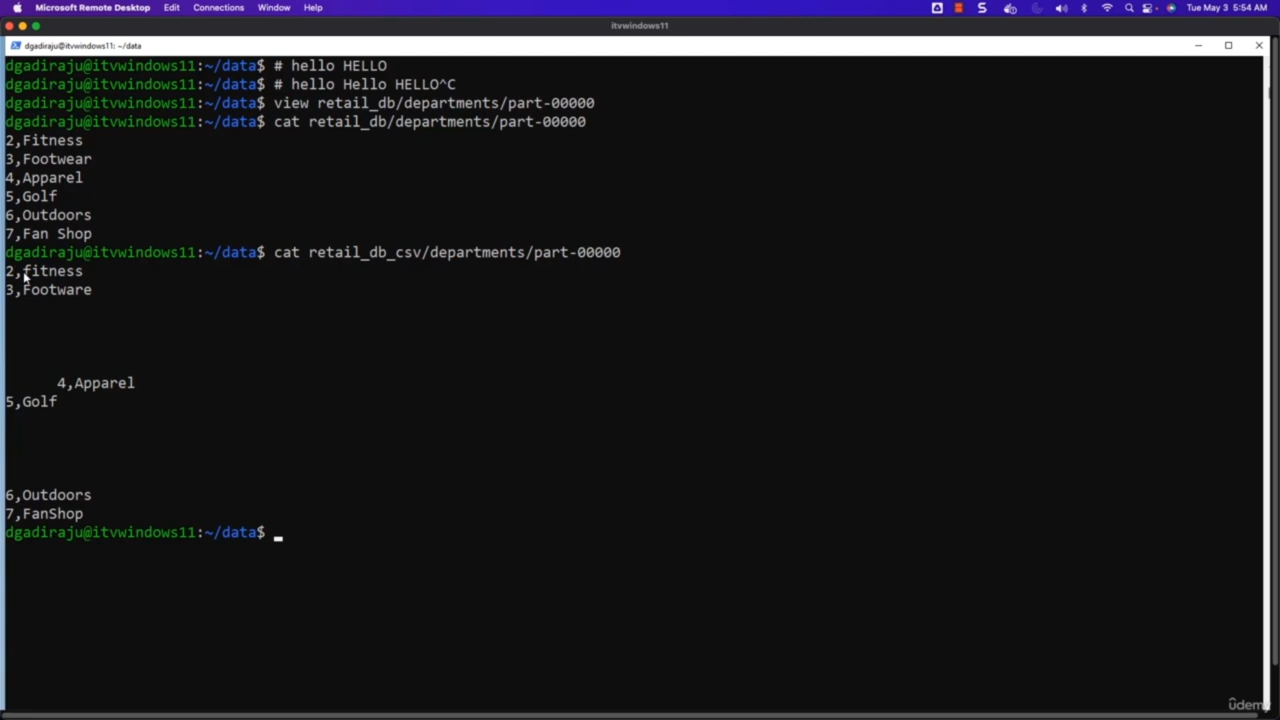 Microsoft Remote Desktop Edit Connections Window Help Tue May 3 5:54 AM
itvwindows11
dgadiraju@itvwindows11: ~/data
dgadiraju@itvwindows11:~/data$ # hello HELLO
dgadiraju@itvwindows11:~/data$ # hello Hello HELLO^C
dgadiraju@itvwindows11:~/data$ view retail_db/departments/part-00000
dgadiraju@itvwindows11:~/data$ cat retail_db/departments/part-00000
2,Fitness
3,Footwear
4,Apparel
5,Golf
6,Outdoors
7,Fan Shop
dgadiraju@itvwindows11:~/data$ cat retail_db_csv/departments/part-00000
2,fitness
3,Footware
4,Apparel
5,Golf
6,Outdoors
7,FanShop
dgadiraju@itvwindows11:~/data$
ûdemy